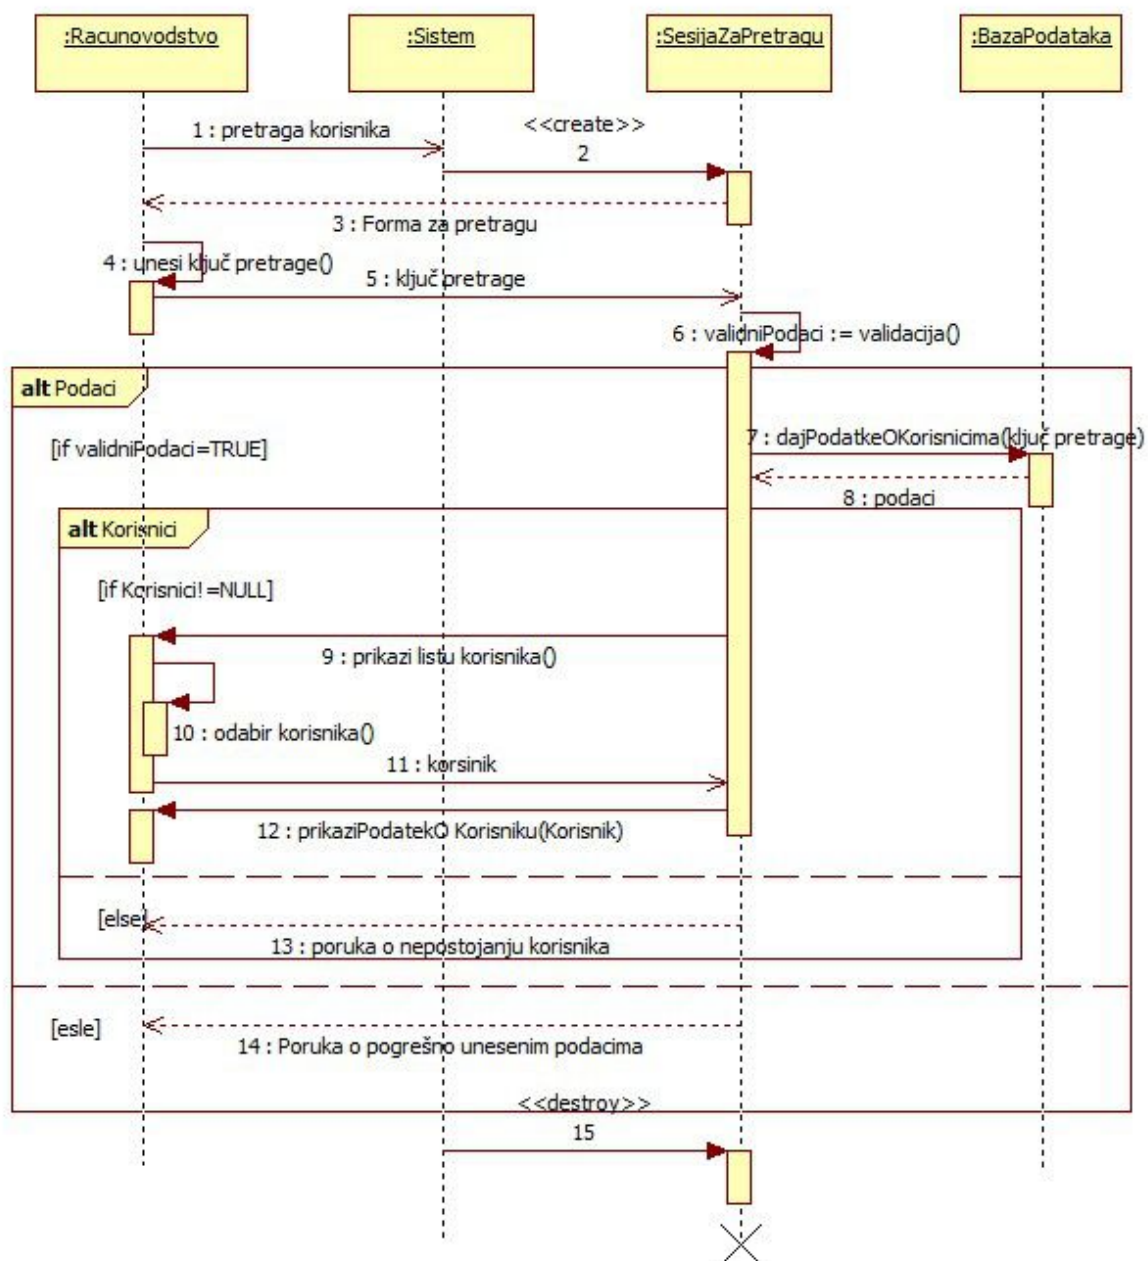 :Racunovodstvo
:Sistem
:SesijaZaPretragu
:BazaPodataka
1 : pretraga korisnika
<<create>>
2
3 : Forma za pretragu
4 : unesi ključ pretrage()
5 : ključ pretrage
6 : validniPodaci := validacija()
alt Podaci
[if validniPodaci=TRUE]
7 : dajPodatkeOKorisnicima(ključ pretrage)
8 : podaci
alt Korisnici
[if Korisnici!=NULL]
9 : prikazi listu korisnika()
10 : odabir korisnika()
11 : korsinik
12 : prikaziPodatekO Korisniku(Korisnik)
[else]
13 : poruka o nepostojanju korisnika
[esle]
14 : Poruka o pogrešno unesenim podacima
<<destroy>>
15